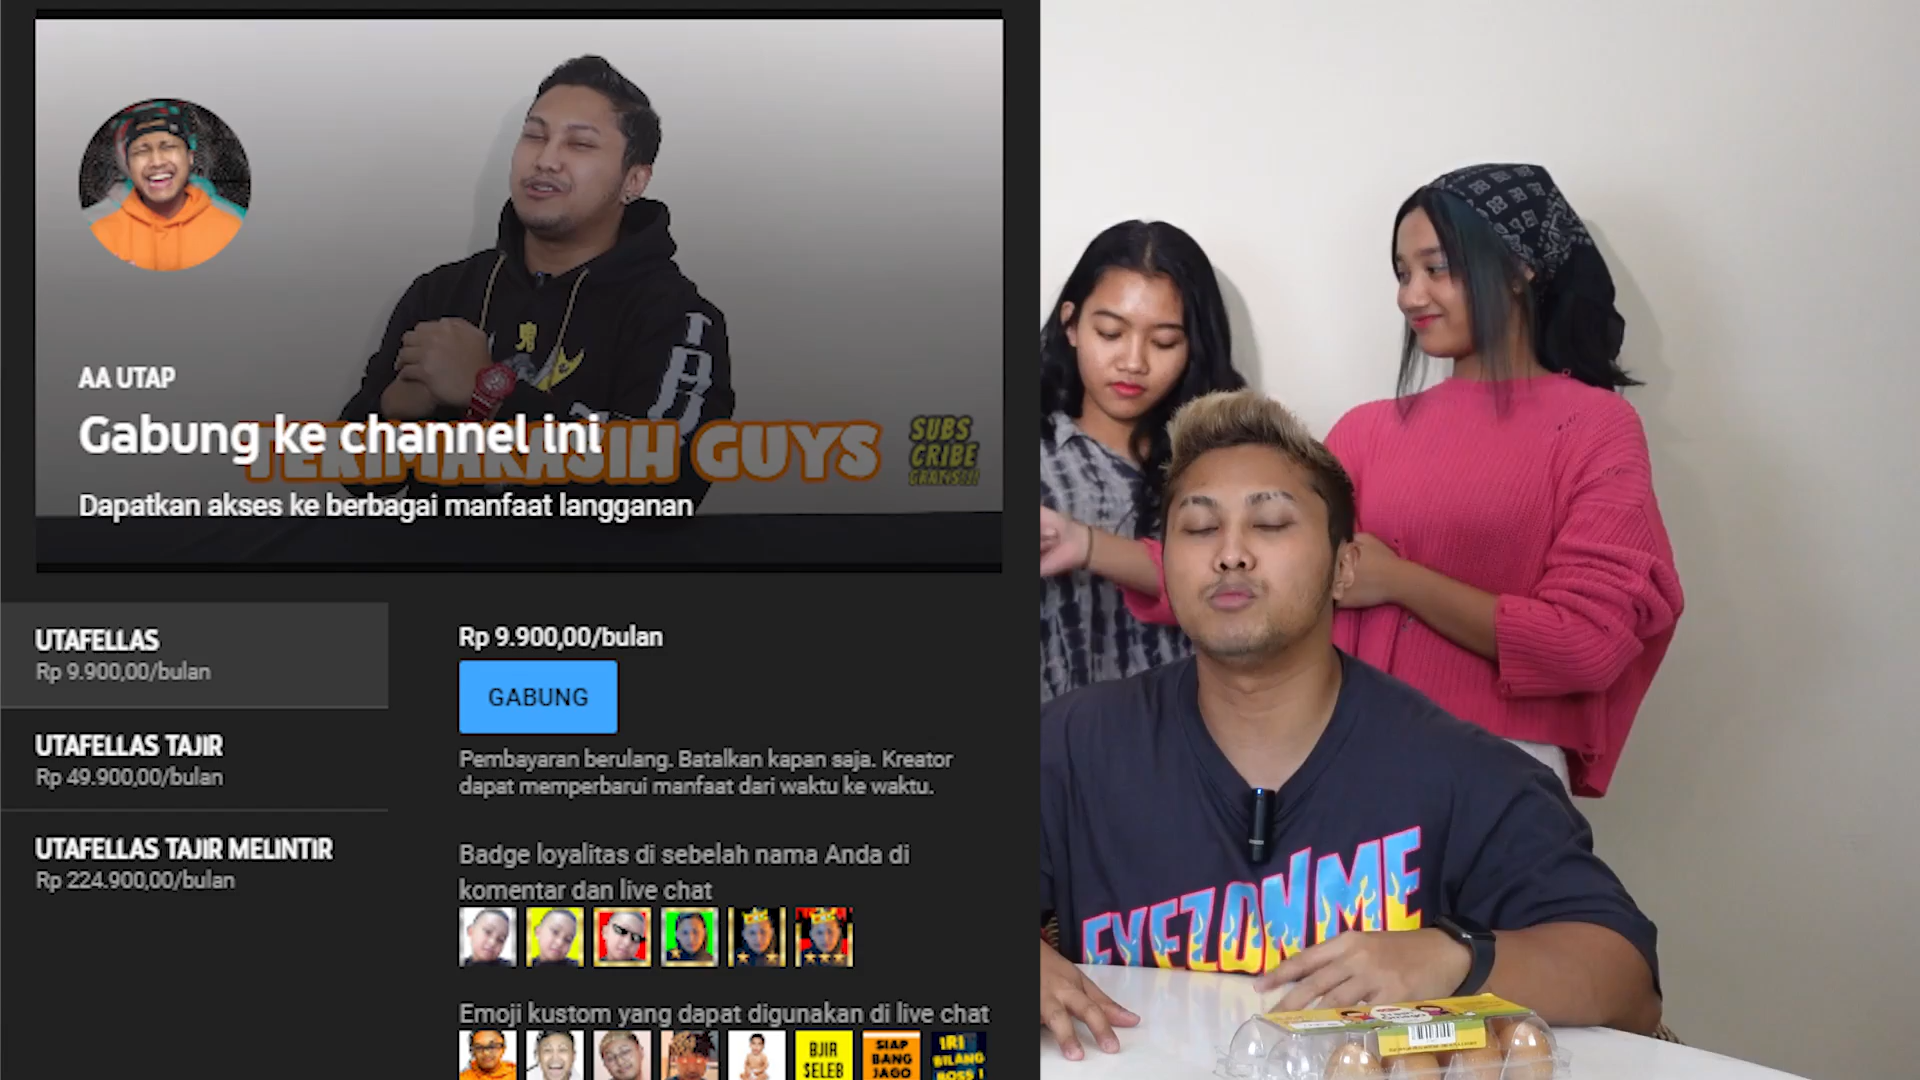 AA UTAP
Gabung ke channel ini
TERIMAKASIH GUYS
SUBS
CRIBE
GRATIS!!!
Dapatkan akses ke berbagai manfaat langganan
UTAFELLAS
Rp 9.900,00/bulan
UTAFELLAS TAJIR
Rp 49.900,00/bulan
UTAFELLAS TAJIR MELINTIR
Rp 224.900,00/bulan
Rp 9.900,00/bulan
GABUNG
Pembayaran berulang. Batalkan kapan saja. Kreator
dapat memperbarui manfaat dari waktu ke waktu.
Badge loyalitas di sebelah nama Anda di
komentar dan live chat
Emoji kustom yang dapat digunakan di live chat
BJIR
SELEB
SIAP
BANG
JAGO
IRI
BILANG
BOSS !
EYEZONME